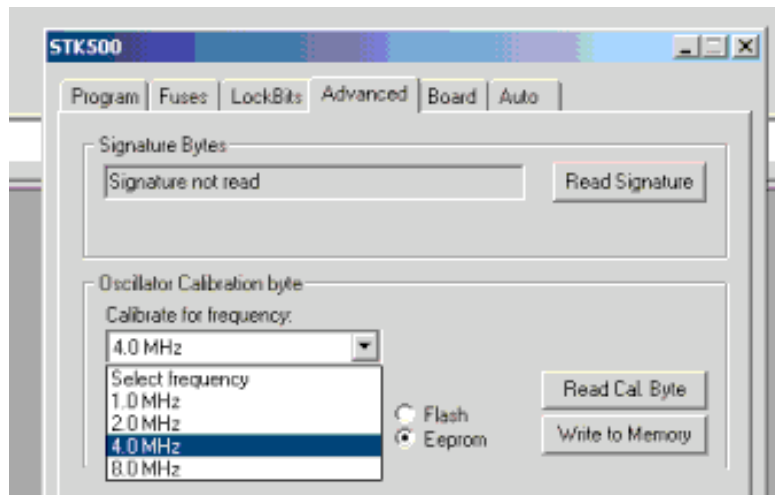 STK500
Program Fuses LockBits Advanced Board Auto
Signature Bytes
Signature not read Read Signature
Oscillator Calibration byte
Calibrate for frequency:
4.0 MHz
Select frequency
1.0 MHz
2.0 MHz
4.0 MHz
8.0 MHz
Flash
Eeprom
Read Cal. Byte
Write to Memory